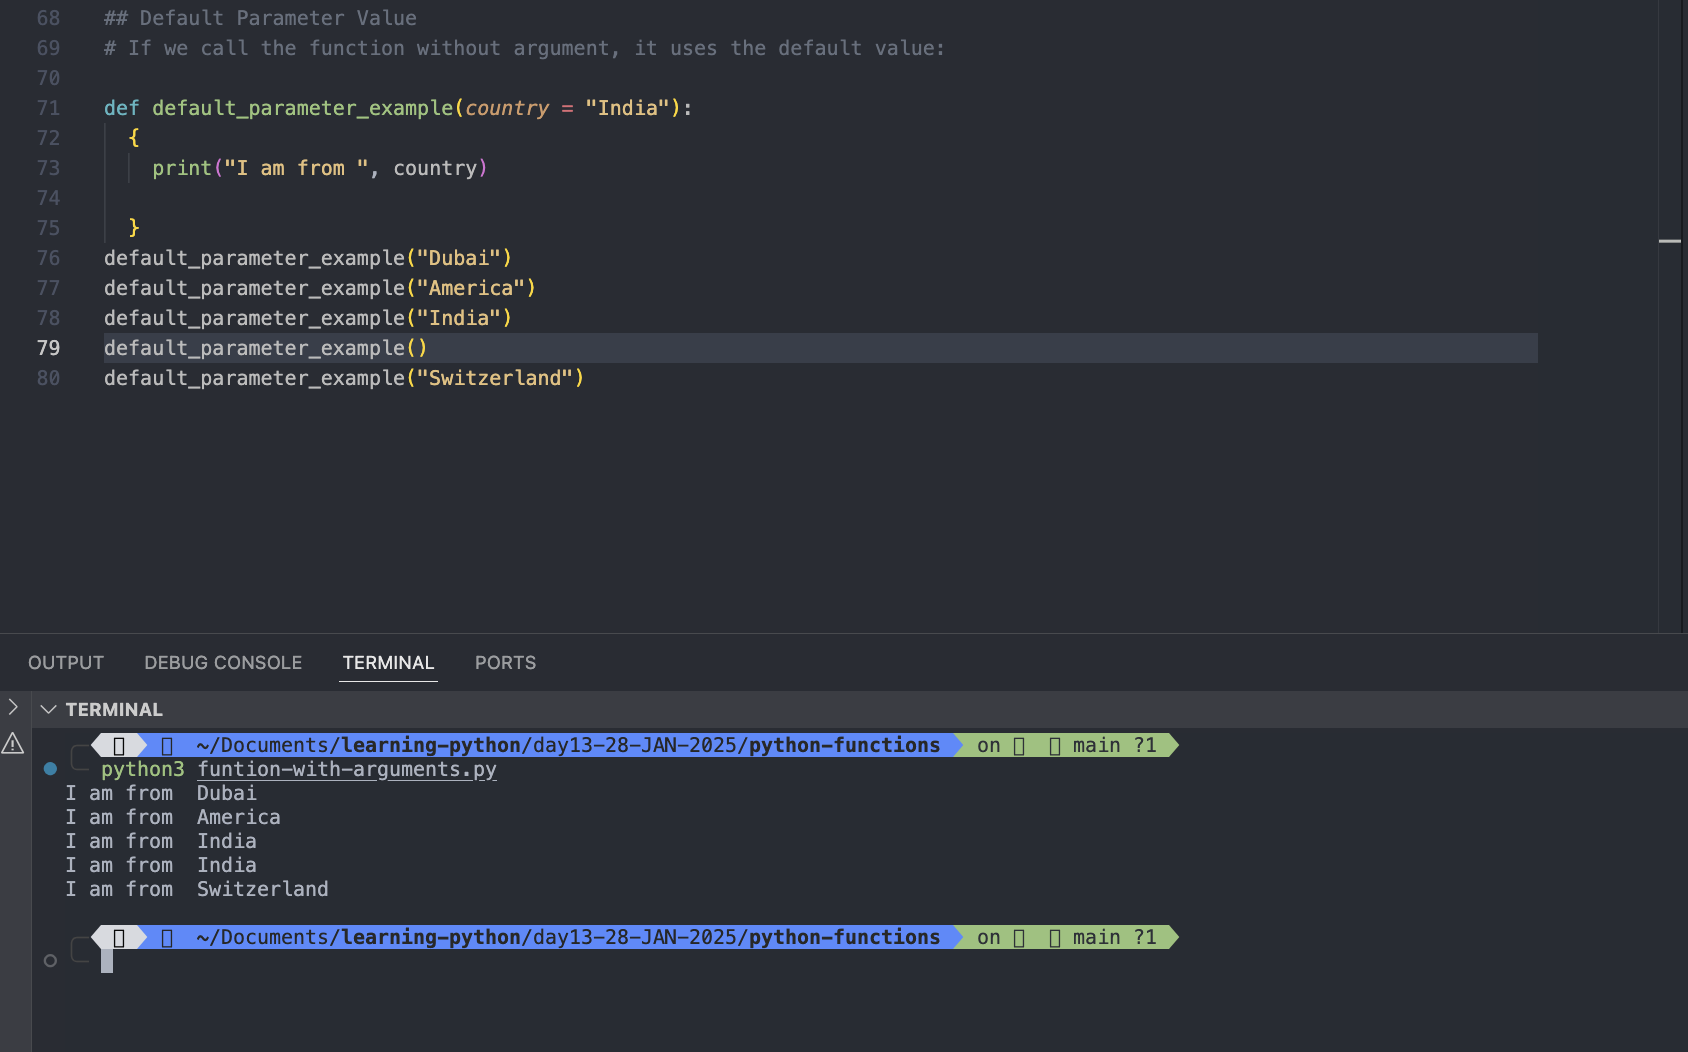 68 ## Default Parameter Value
69 # If we call the function without argument, it uses the default value:
70
71 def default_parameter_example(country = "India"):
72 {
73 print("I am from ", country)
74
75 }
76 default_parameter_example("Dubai")
77 default_parameter_example("America")
78 default_parameter_example("India")
79 default_parameter_example()
80 default_parameter_example("Switzerland")
OUTPUT DEBUG CONSOLE TERMINAL PORTS
TERMINAL
~/Documents/learning-python/day13-28-JAN-2025/python-functions on main ?1
python3 funtion-with-arguments.py
I am from  Dubai
I am from  America
I am from  India
I am from  India
I am from  Switzerland
~/Documents/learning-python/day13-28-JAN-2025/python-functions on main ?1